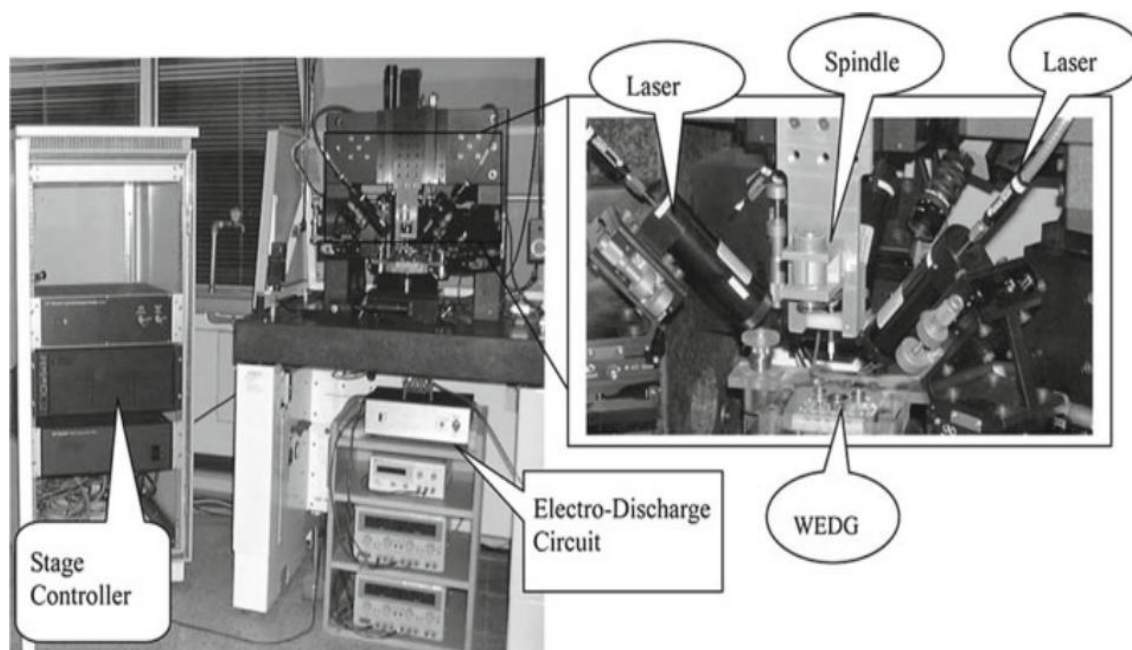 Laser
Spindle
Laser
Electro-Discharge
Circuit
WEDG
Stage
Controller